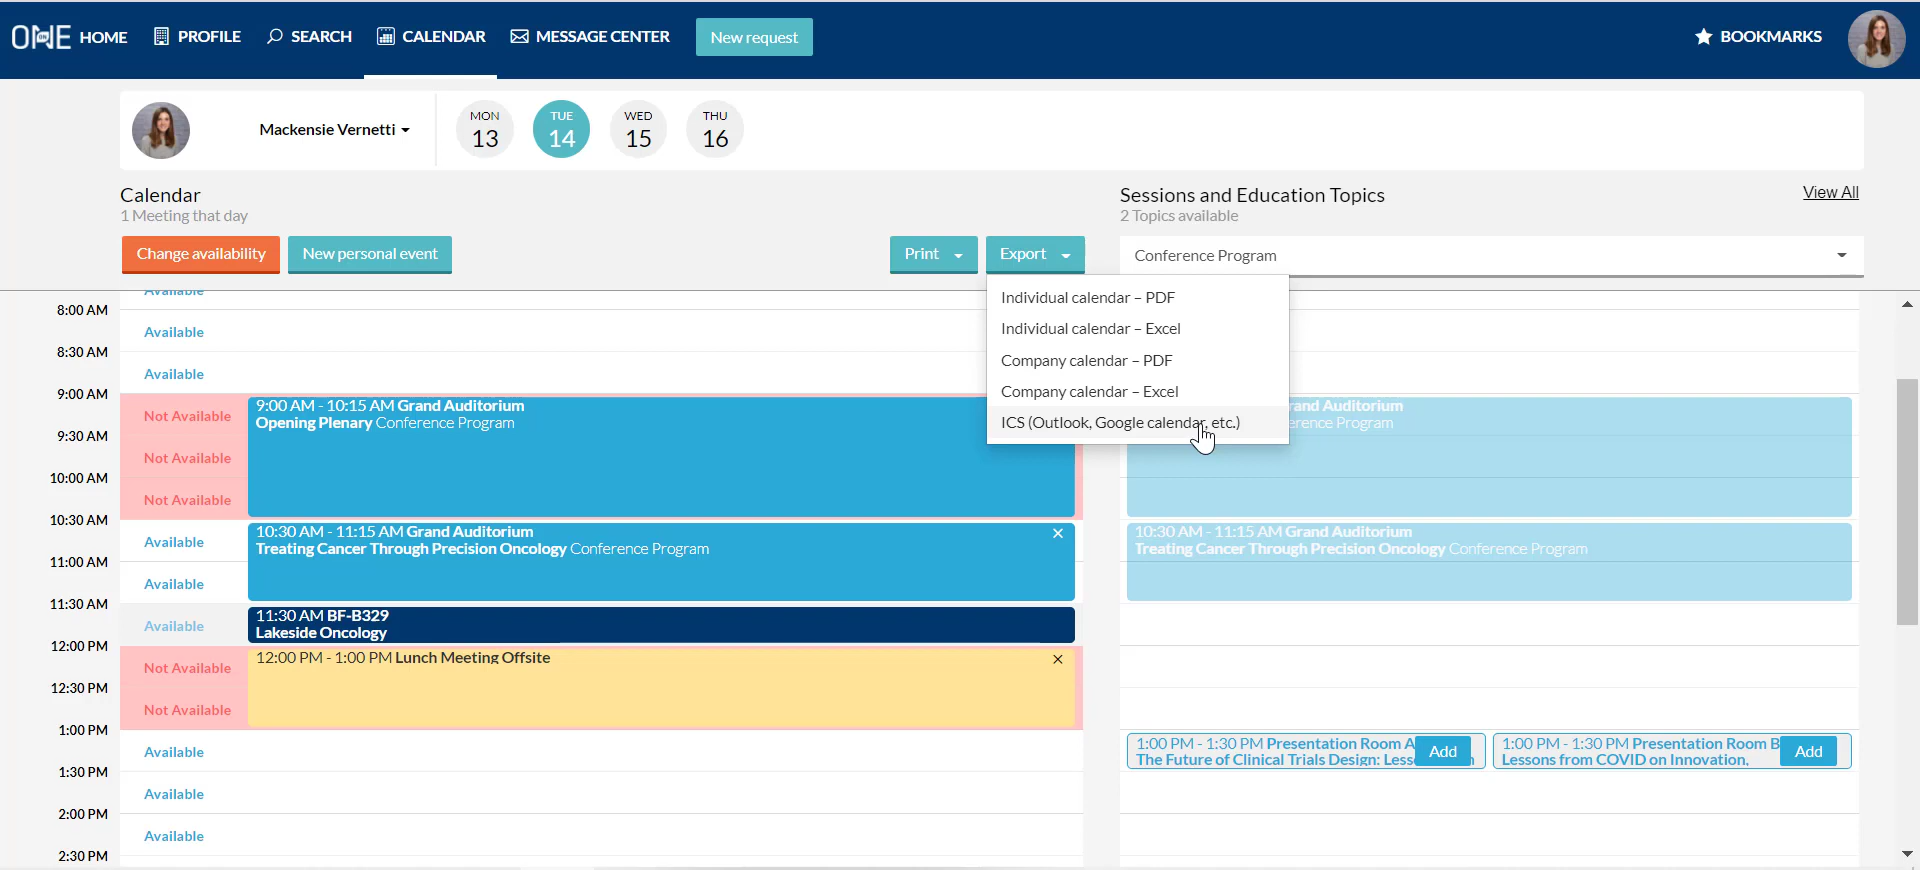 ONE HOME PROFILE SEARCH CALENDAR MESSAGE CENTER New request BOOKMARKS
Mackensie Vernetti
MON
13
TUE
14
WED
15
THU
16
Calendar
1 Meeting that day
Change availability
New personal event
Print
Export
Individual calendar – PDF
Individual calendar – Excel
Company calendar – PDF
Company calendar – Excel
ICS (Outlook, Google calendar, etc.)
Sessions and Education Topics
2 Topics available
View All
Conference Program
Available
8:00 AM
Available
8:30 AM
Available
9:00 AM
Not Available
9:30 AM
Not Available
10:00 AM
Not Available
10:30 AM
Available
11:00 AM
Available
11:30 AM
Available
12:00 PM
Not Available
12:30 PM
Not Available
1:00 PM
Available
1:30 PM
Available
2:00 PM
Available
2:30 PM
9:00 AM - 10:15 AM Grand Auditorium
Opening Plenary Conference Program
10:30 AM - 11:15 AM Grand Auditorium
Treating Cancer Through Precision Oncology Conference Program
11:30 AM BF-B329
Lakeside Oncology
12:00 PM - 1:00 PM Lunch Meeting Offsite
10:30 AM - 11:15 AM Grand Auditorium
Treating Cancer Through Precision Oncology Conference Program
1:00 PM - 1:30 PM Presentation Room A
The Future of Clinical Trials Design:
Add
1:00 PM - 1:30 PM Presentation Room B
Lessons from COVID on Innovation,
Add